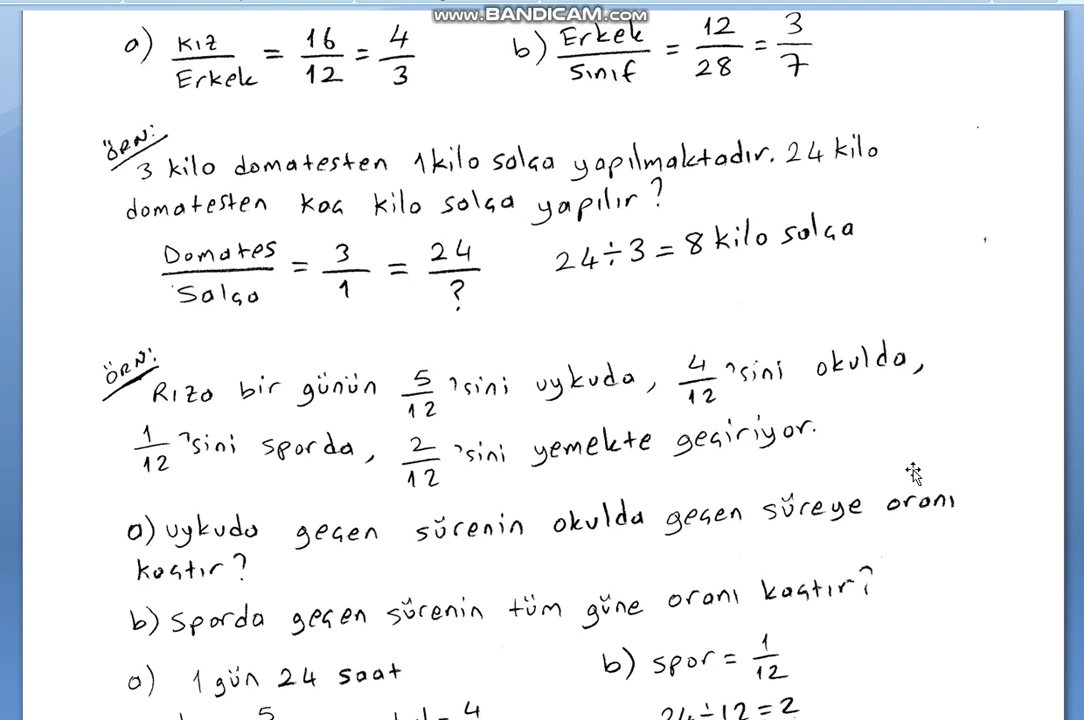 www.BANDICAM.com
a) Kız/Erkek = 16/12 = 4/3 b) Erkek/Sınıf = 12/28 = 3/7
ÖRN:
3 kilo domatesten 1 kilo salça yapılmaktadır. 24 kilo
domatesten kaç kilo salça yapılır?
Domates/Salça = 3/1 = 24/? 24÷3 = 8 kilo salça
ÖRN:
Rıza bir günün 5/12 'sini uykuda, 4/12 'sini okulda,
1/12 'sini sporda, 2/12 'sini yemekte geçiriyor.
a) uykuda geçen sürenin okulda geçen süreye oranı
kaçtır?
b) sporda geçen sürenin tüm güne oranı kaçtır?
a) 1 gün 24 saat b) spor = 1/12
24÷12=2